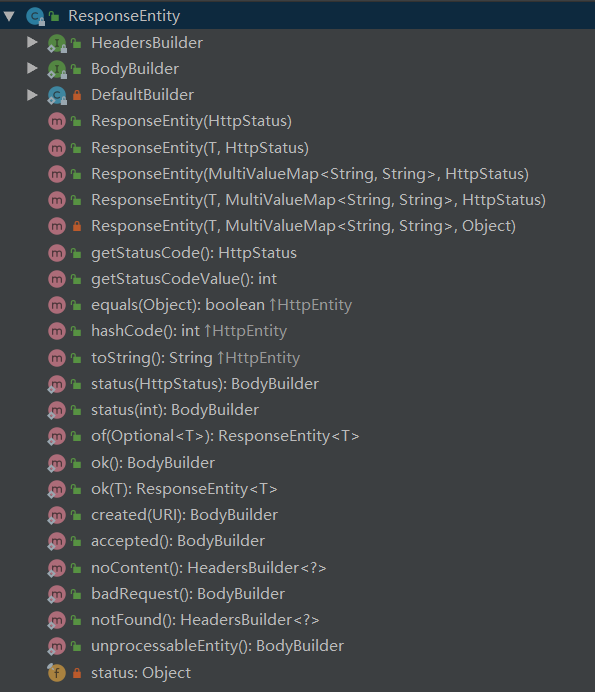 ResponseEntity
HeadersBuilder
BodyBuilder
DefaultBuilder
ResponseEntity(HttpStatus)
ResponseEntity(T, HttpStatus)
ResponseEntity(MultiValueMap<String, String>, HttpStatus)
ResponseEntity(T, MultiValueMap<String, String>, HttpStatus)
ResponseEntity(T, MultiValueMap<String, String>, Object)
getStatusCode(): HttpStatus
getStatusCodeValue(): int
equals(Object): boolean ↑HttpEntity
hashCode(): int ↑HttpEntity
toString(): String ↑HttpEntity
status(HttpStatus): BodyBuilder
status(int): BodyBuilder
of(Optional<T>): ResponseEntity<T>
ok(): BodyBuilder
ok(T): ResponseEntity<T>
created(URI): BodyBuilder
accepted(): BodyBuilder
noContent(): HeadersBuilder<?>
badRequest(): BodyBuilder
notFound(): HeadersBuilder<?>
unprocessableEntity(): BodyBuilder
status: Object